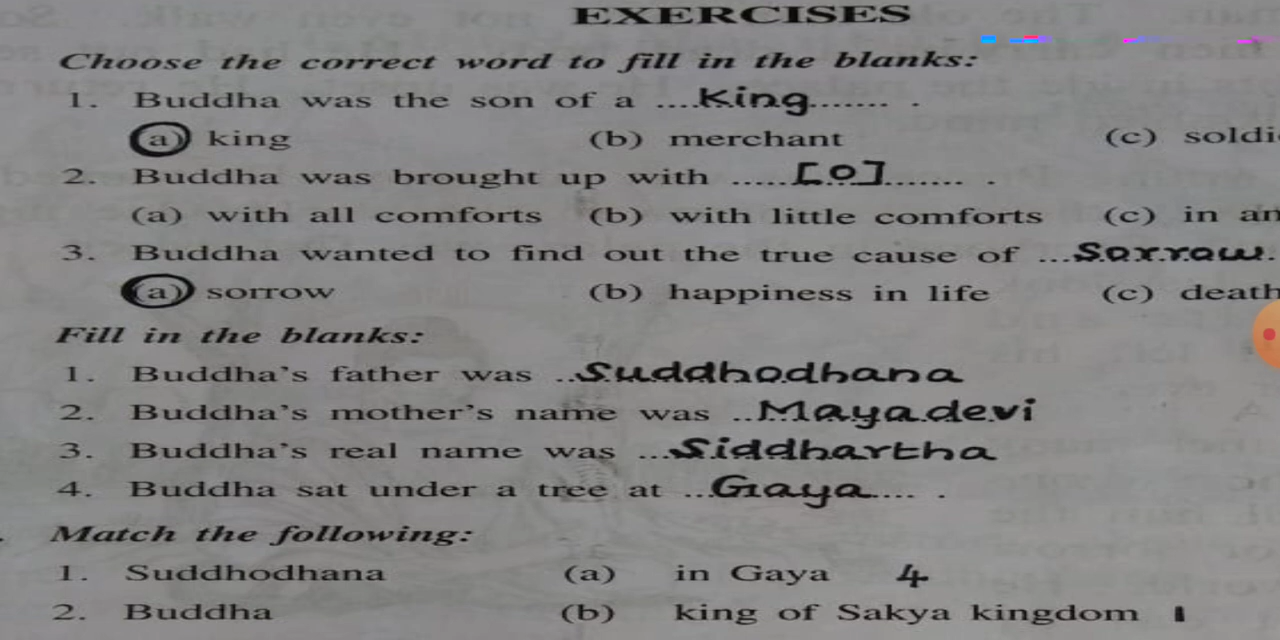 EXERCISES
Choose the correct word to fill in the blanks:
1. Buddha was the son of a ....King....... .
(a) king (b) merchant (c) soldi
2. Buddha was brought up with ......[o]....... .
(a) with all comforts (b) with little comforts (c) in an
3. Buddha wanted to find out the true cause of ...Sorrow.
(a) sorrow (b) happiness in life (c) death
Fill in the blanks:
1. Buddha's father was ..Suddhodhana
2. Buddha's mother's name was ..Mayadevi
3. Buddha's real name was ...Siddhartha
4. Buddha sat under a tree at ...Gaya.... .
Match the following:
1. Suddhodhana (a) in Gaya 4
2. Buddha (b) king of Sakya kingdom 1